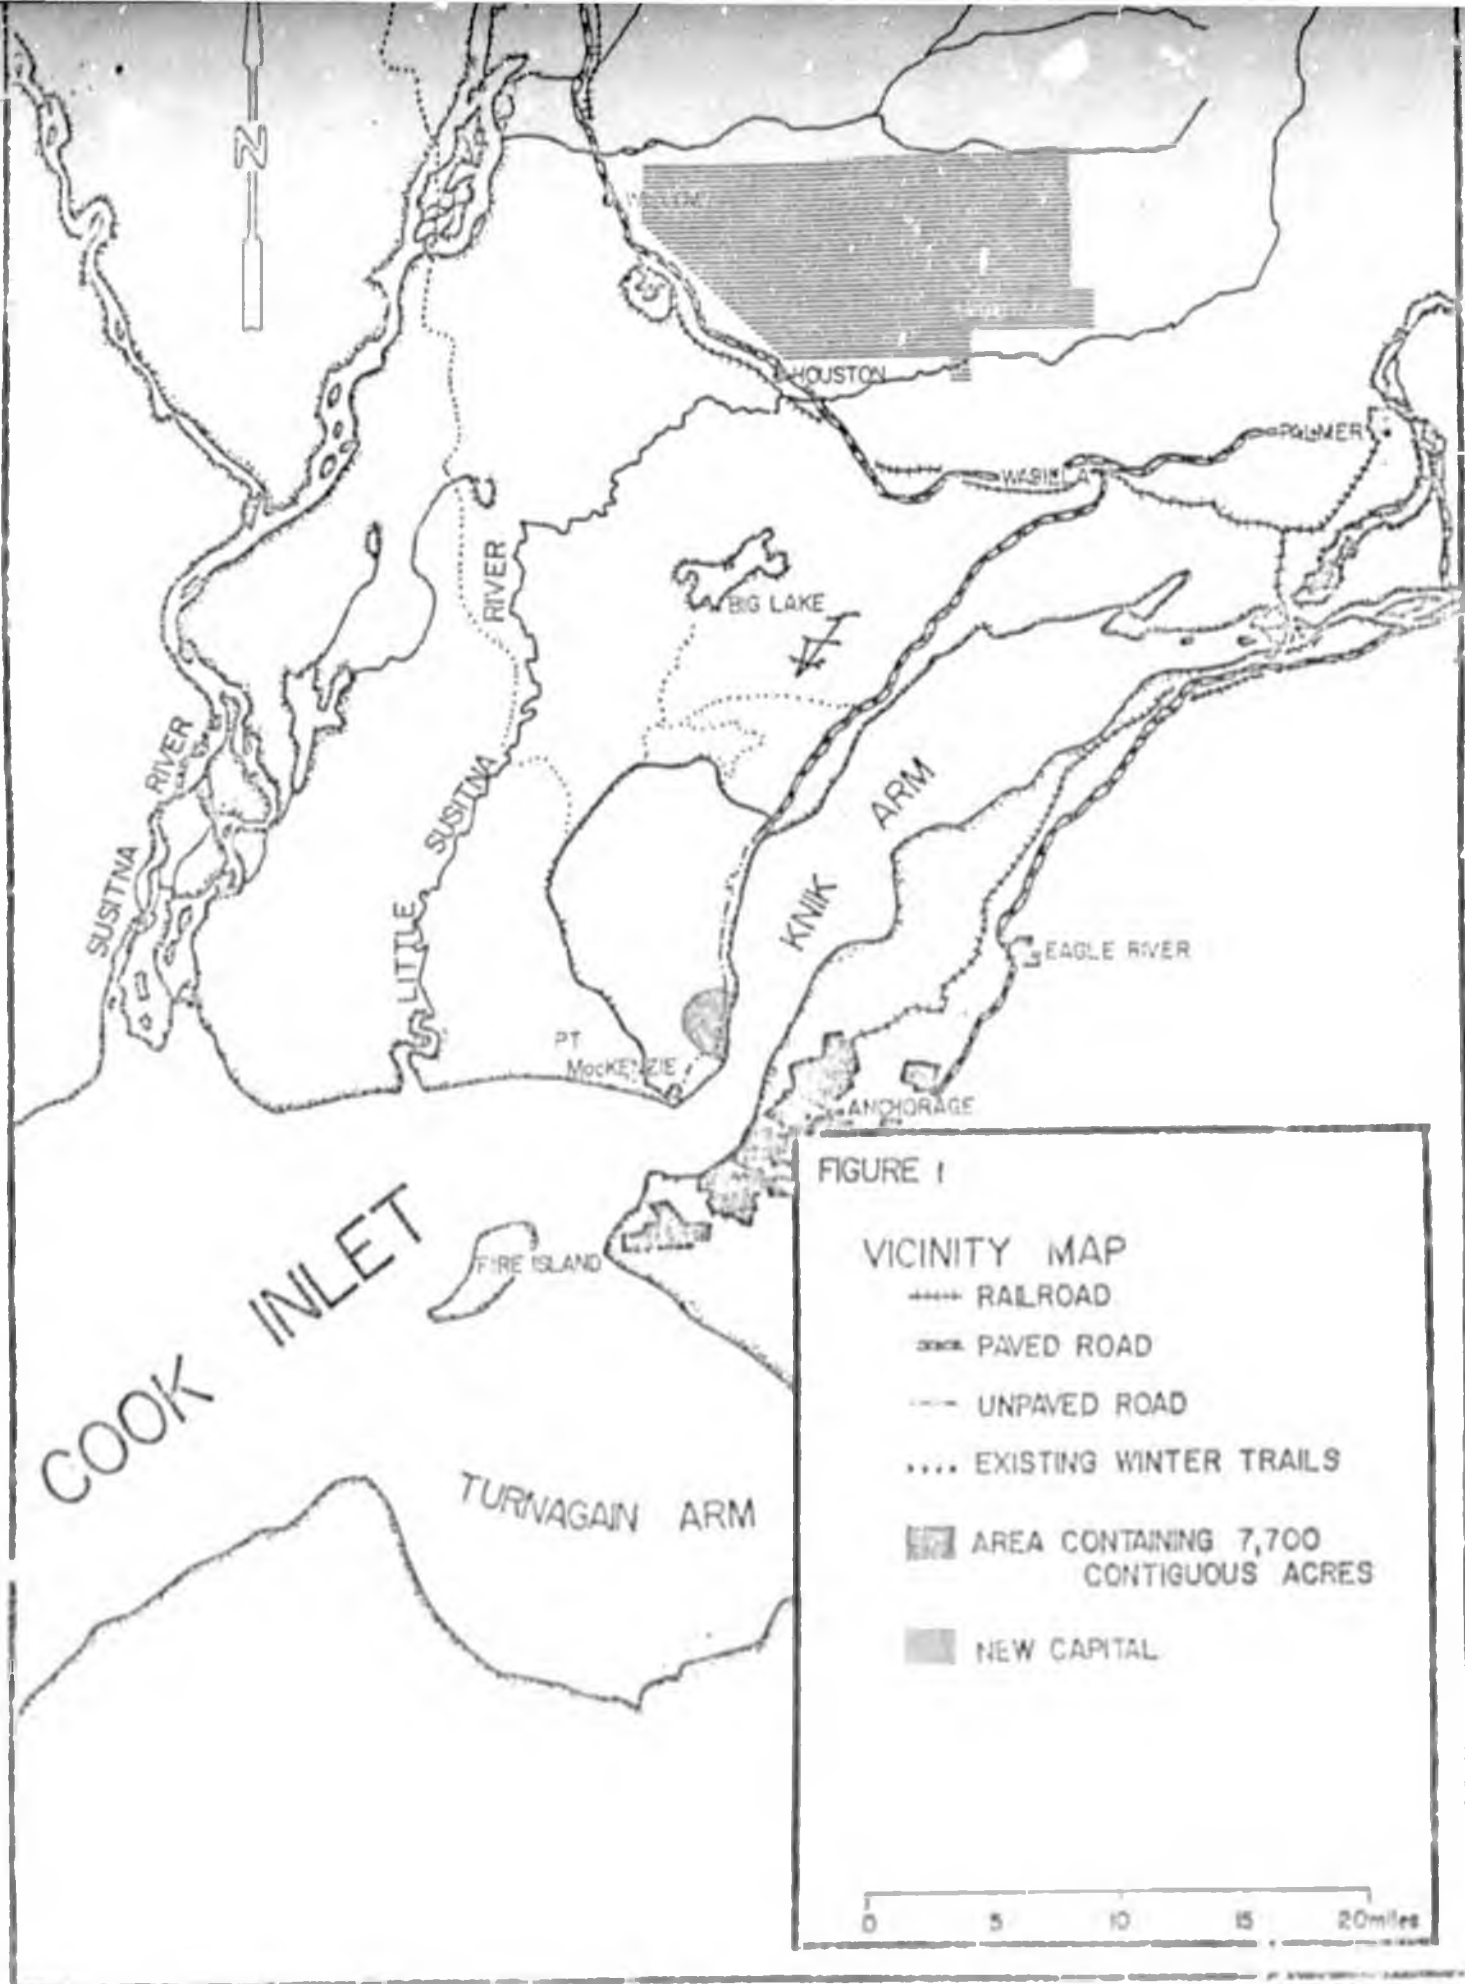 N
HOUSTON
PALMER
WASILLA
RIVER
BIG LAKE
SUSITNA RIVER
LITTLE SUSITNA
KNIK ARM
EAGLE RIVER
PT
MacKENZIE
ANCHORAGE
COOK INLET
FIRE ISLAND
TURNAGAIN ARM
FIGURE 1
VICINITY MAP
RAILROAD
PAVED ROAD
UNPAVED ROAD
EXISTING WINTER TRAILS
AREA CONTAINING 7,700
CONTIGUOUS ACRES
NEW CAPITAL
0 5 10 15 20miles